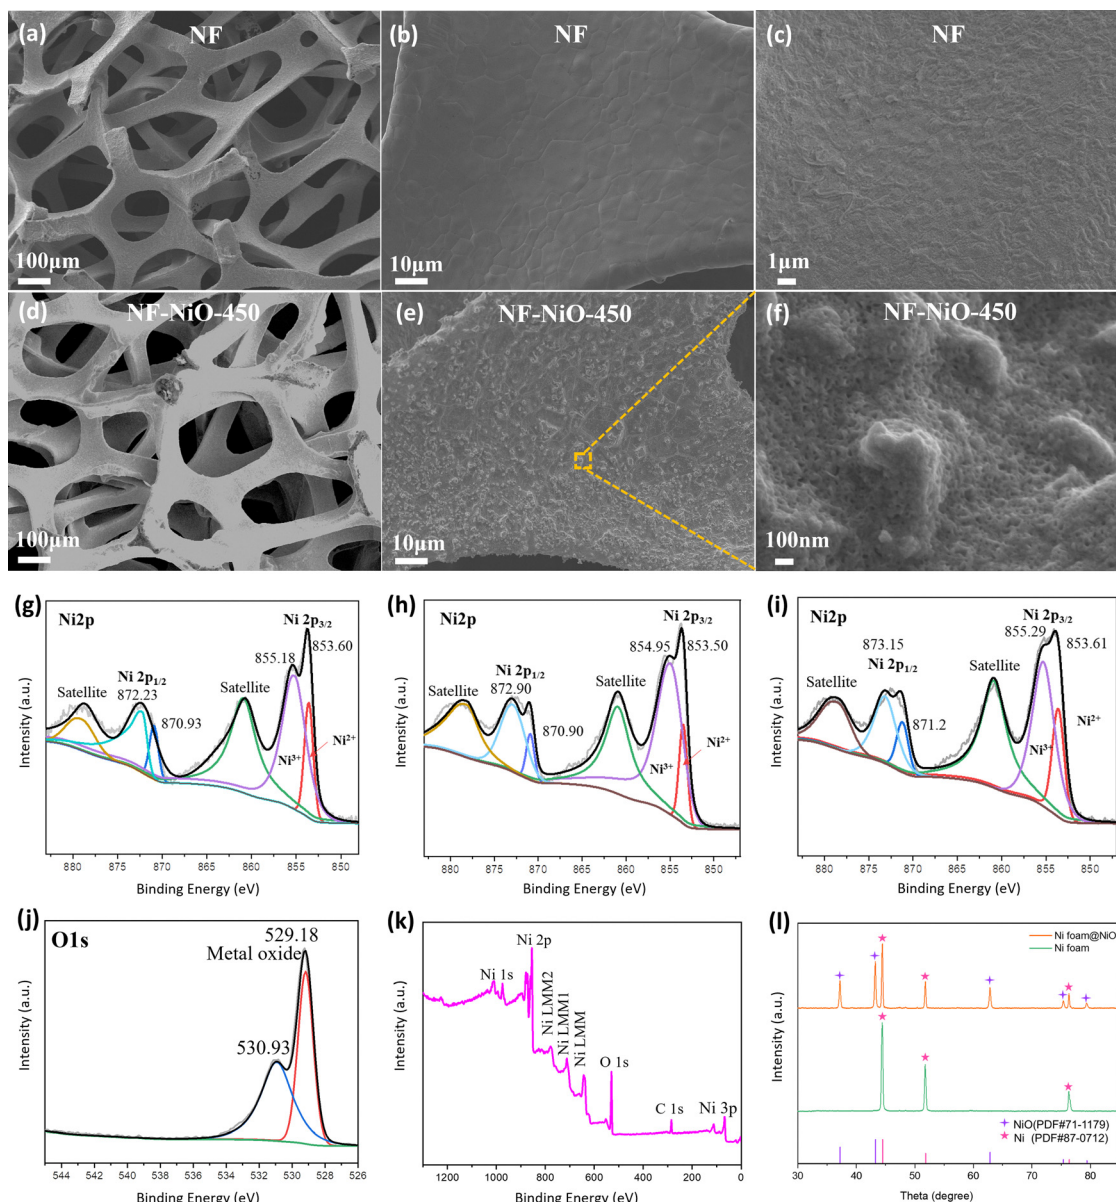 (a) NF
100μm
(b) NF
10μm
(c) NF
1μm
(d) NF-NiO-450
100μm
(e) NF-NiO-450
10μm
(f) NF-NiO-450
100nm
(g)
Ni2p
Ni 2p3/2
853.60
855.18
Ni 2p1/2
872.23
Satellite
Satellite
870.93
Ni2+
Ni3+
Intensity (a.u.)
880 875 870 865 860 855 850
Binding Energy (eV)
(h)
Ni2p
Ni 2p3/2
854.95
853.50
Ni 2p1/2
872.90
Satellite
Satellite
870.90
Ni2+
Ni3+
Intensity (a.u.)
880 875 870 865 860 855 850
Binding Energy (eV)
(i)
Ni2p
Ni 2p3/2
855.29
853.61
873.15
Ni 2p1/2
Satellite
Satellite
871.2
Ni2+
Ni3+
Intensity (a.u.)
880 875 870 865 860 855 850
Binding Energy (eV)
(j)
O1s
529.18
Metal oxide
530.93
Intensity (a.u.)
544 542 540 538 536 534 532 530 528 526
Binding Energy (eV)
(k)
Ni 2p
Ni 1s
Ni LMM2
Ni LMM1
Ni LMM
O 1s
C 1s
Ni 3p
Intensity (a.u.)
1200 1000 800 600 400 200 0
Binding Energy (eV)
(l)
Ni foam@NiO
Ni foam
NiO(PDF#71-1179)
Ni (PDF#87-0712)
Intensity (a.u.)
30 40 50 60 70 80
Theta (degree)